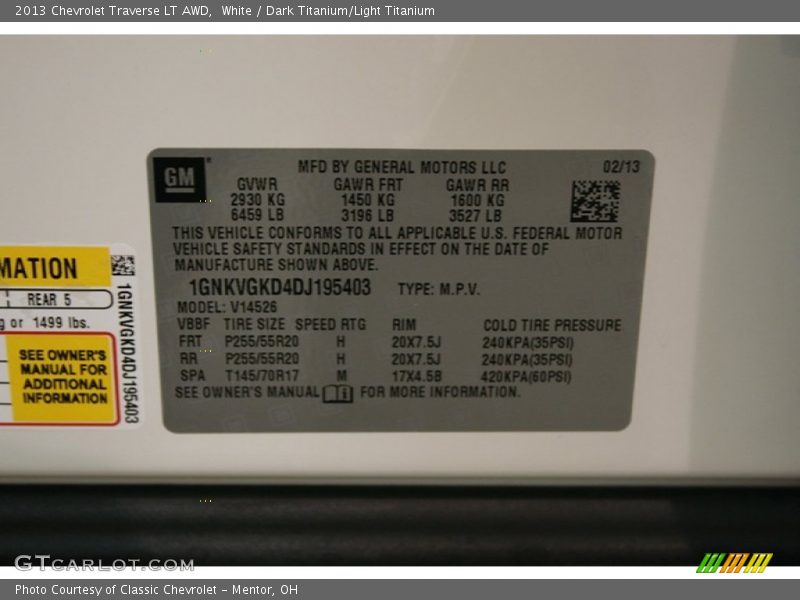 2013 Chevrolet Traverse LT AWD,  White / Dark Titanium/Light Titanium
GM
MFD BY GENERAL MOTORS LLC 02/13
GVWR GAWR FRT GAWR RR
2930 KG 1450 KG 1600 KG
6459 LB 3196 LB 3527 LB
THIS VEHICLE CONFORMS TO ALL APPLICABLE U.S. FEDERAL MOTOR
VEHICLE SAFETY STANDARDS IN EFFECT ON THE DATE OF
MANUFACTURE SHOWN ABOVE.
1GNKVGKD4DJ195403 TYPE: M.P.V.
MODEL: V14526
VBBF TIRE SIZE SPEED RTG RIM COLD TIRE PRESSURE
FRT P255/55R20 H 20X7.5J 240KPA(35PSI)
RR P255/55R20 H 20X7.5J 240KPA(35PSI)
SPA T145/70R17 M 17X4.5B 420KPA(60PSI)
SEE OWNER'S MANUAL FOR MORE INFORMATION.
MATION
REAR 5
g or 1499 lbs.
SEE OWNER'S
MANUAL FOR
ADDITIONAL
INFORMATION
1GNKVGKD4DJ195403
GTCARLOT.COM
Photo Courtesy of Classic Chevrolet - Mentor, OH